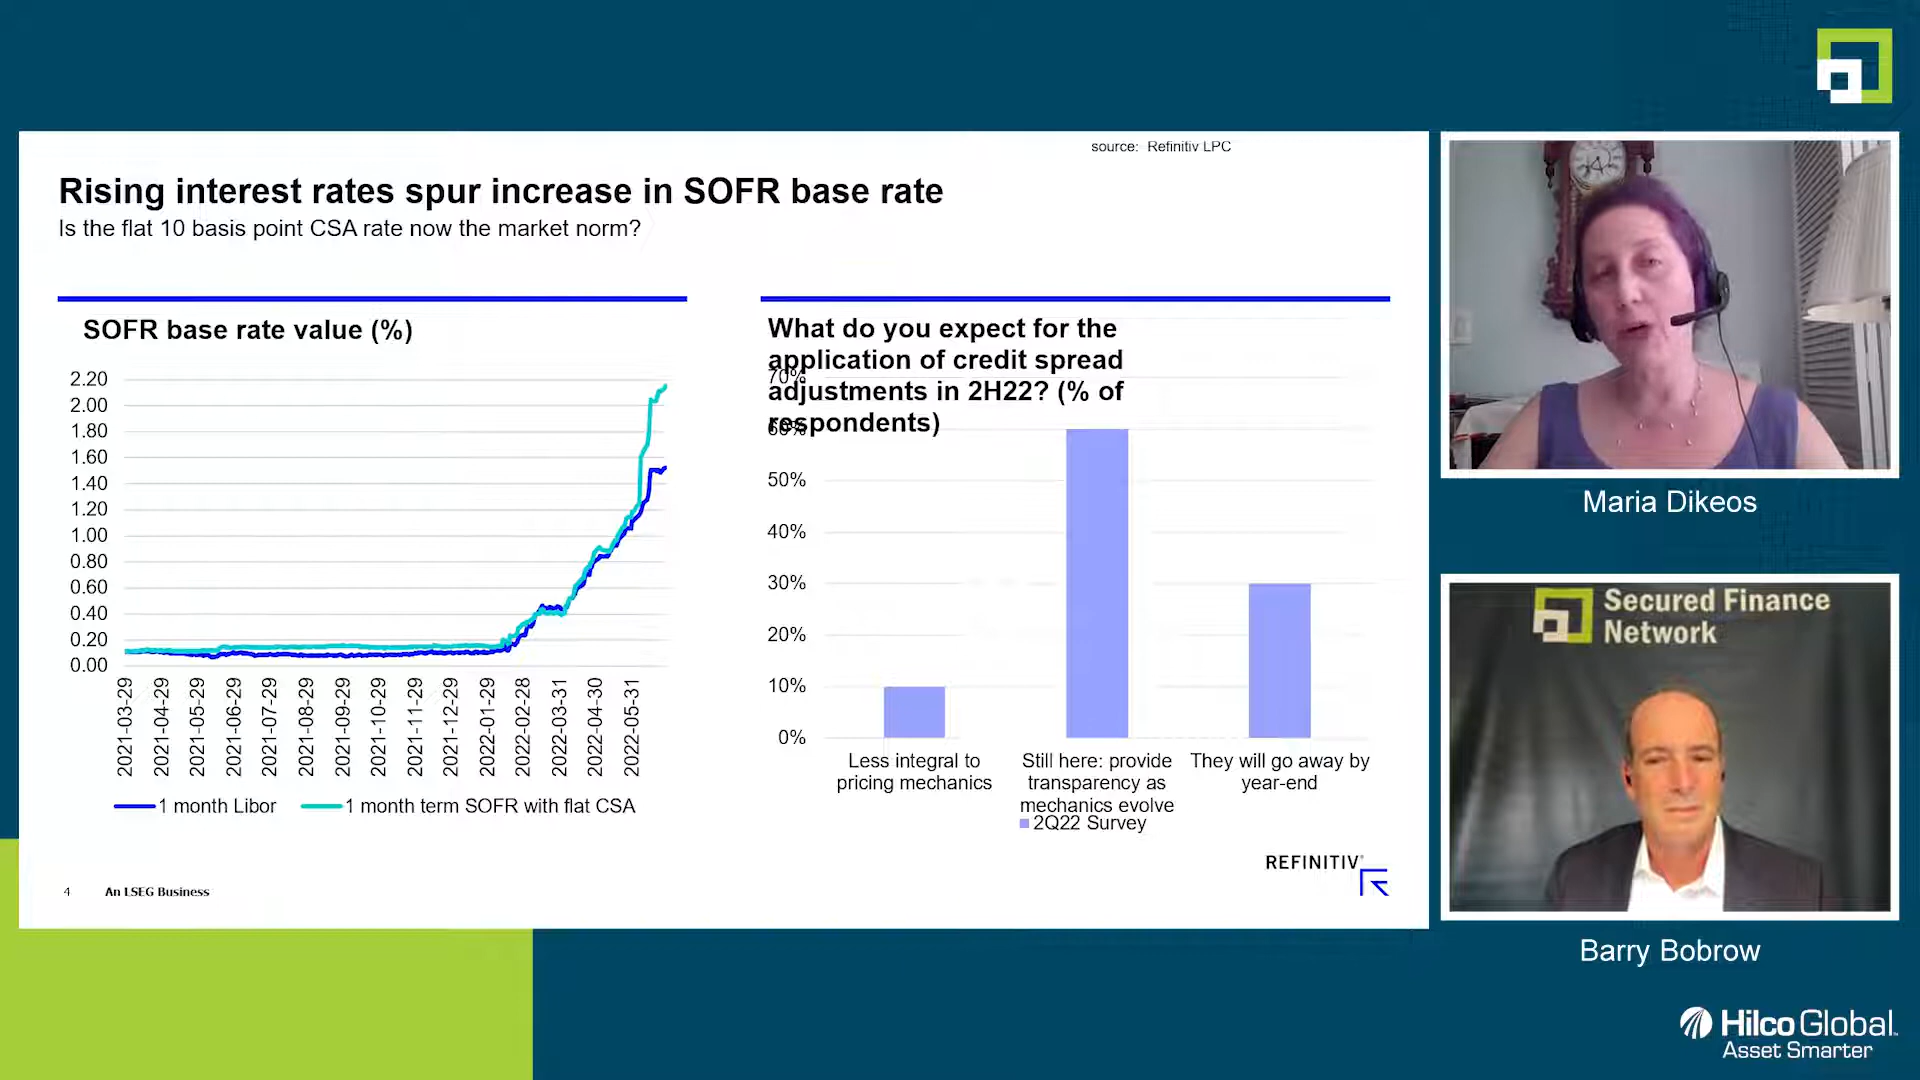 source: Refinitiv LPC
Rising interest rates spur increase in SOFR base rate
Is the flat 10 basis point CSA rate now the market norm?
SOFR base rate value (%)
2.20
2.00
1.80
1.60
1.40
1.20
1.00
0.80
0.60
0.40
0.20
0.00
2021-03-29
2021-04-29
2021-05-29
2021-06-29
2021-07-29
2021-08-29
2021-09-29
2021-10-29
2021-11-29
2021-12-29
2022-01-29
2022-02-28
2022-03-31
2022-04-30
2022-05-31
1 month Libor
1 month term SOFR with flat CSA
What do you expect for the
application of credit spread
adjustments in 2H22? (% of
respondents)
70%
60%
50%
40%
30%
20%
10%
0%
Less integral to
pricing mechanics
Still here: provide
transparency as
mechanics evolve
They will go away by
year-end
2Q22 Survey
REFINITIV
4 An LSEG Business
Maria Dikeos
Secured Finance
Network
Barry Bobrow
Hilco Global
Asset Smarter